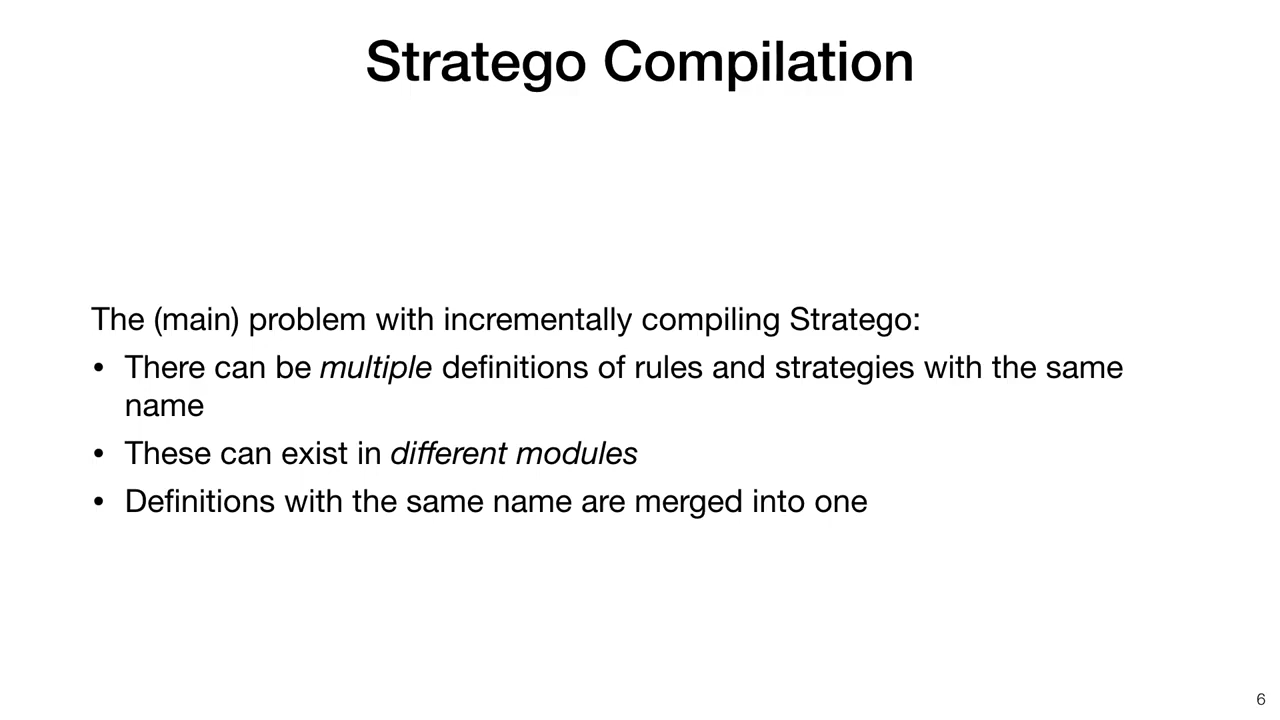 Stratego Compilation
The (main) problem with incrementally compiling Stratego:
• There can be multiple definitions of rules and strategies with the same
name
• These can exist in different modules
• Definitions with the same name are merged into one
6